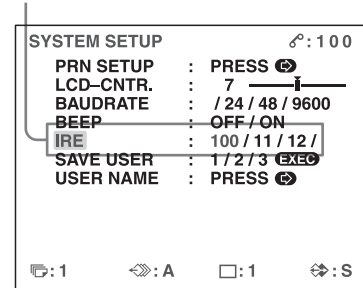 SYSTEM SETUP :100
PRN SETUP : PRESS
LCD–CNTR. : 7
BAUDRATE : / 24 / 48 / 9600
BEEP : OFF / ON
IRE : 100 / 11 / 12 /
SAVE USER : 1 / 2 / 3 EXEC
USER NAME : PRESS
:1 :A :1 :S